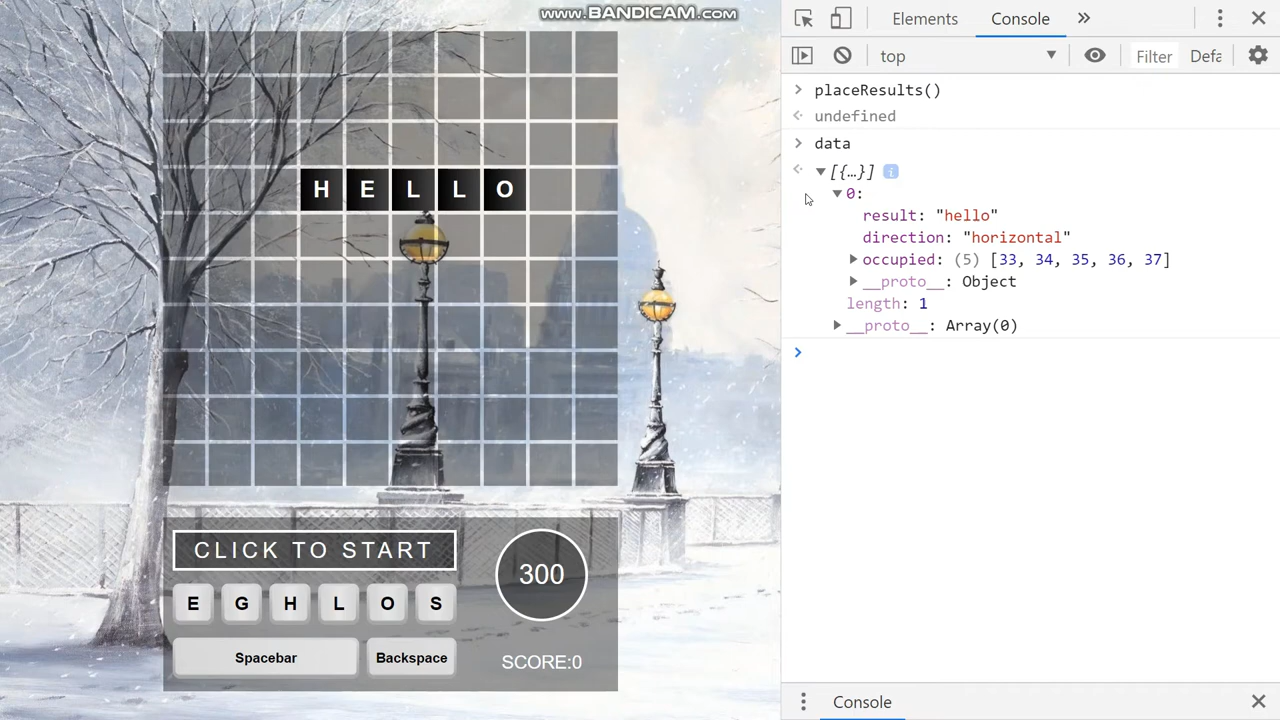 www.BANDICAM.com
Elements Console
top Filter Defa
placeResults()
undefined
data
[{…}] i
0:
result: "hello"
direction: "horizontal"
occupied: (5) [33, 34, 35, 36, 37]
__proto__: Object
length: 1
__proto__: Array(0)
H E L L O
CLICK TO START
300
E G H L O S
Spacebar Backspace
SCORE:0
Console